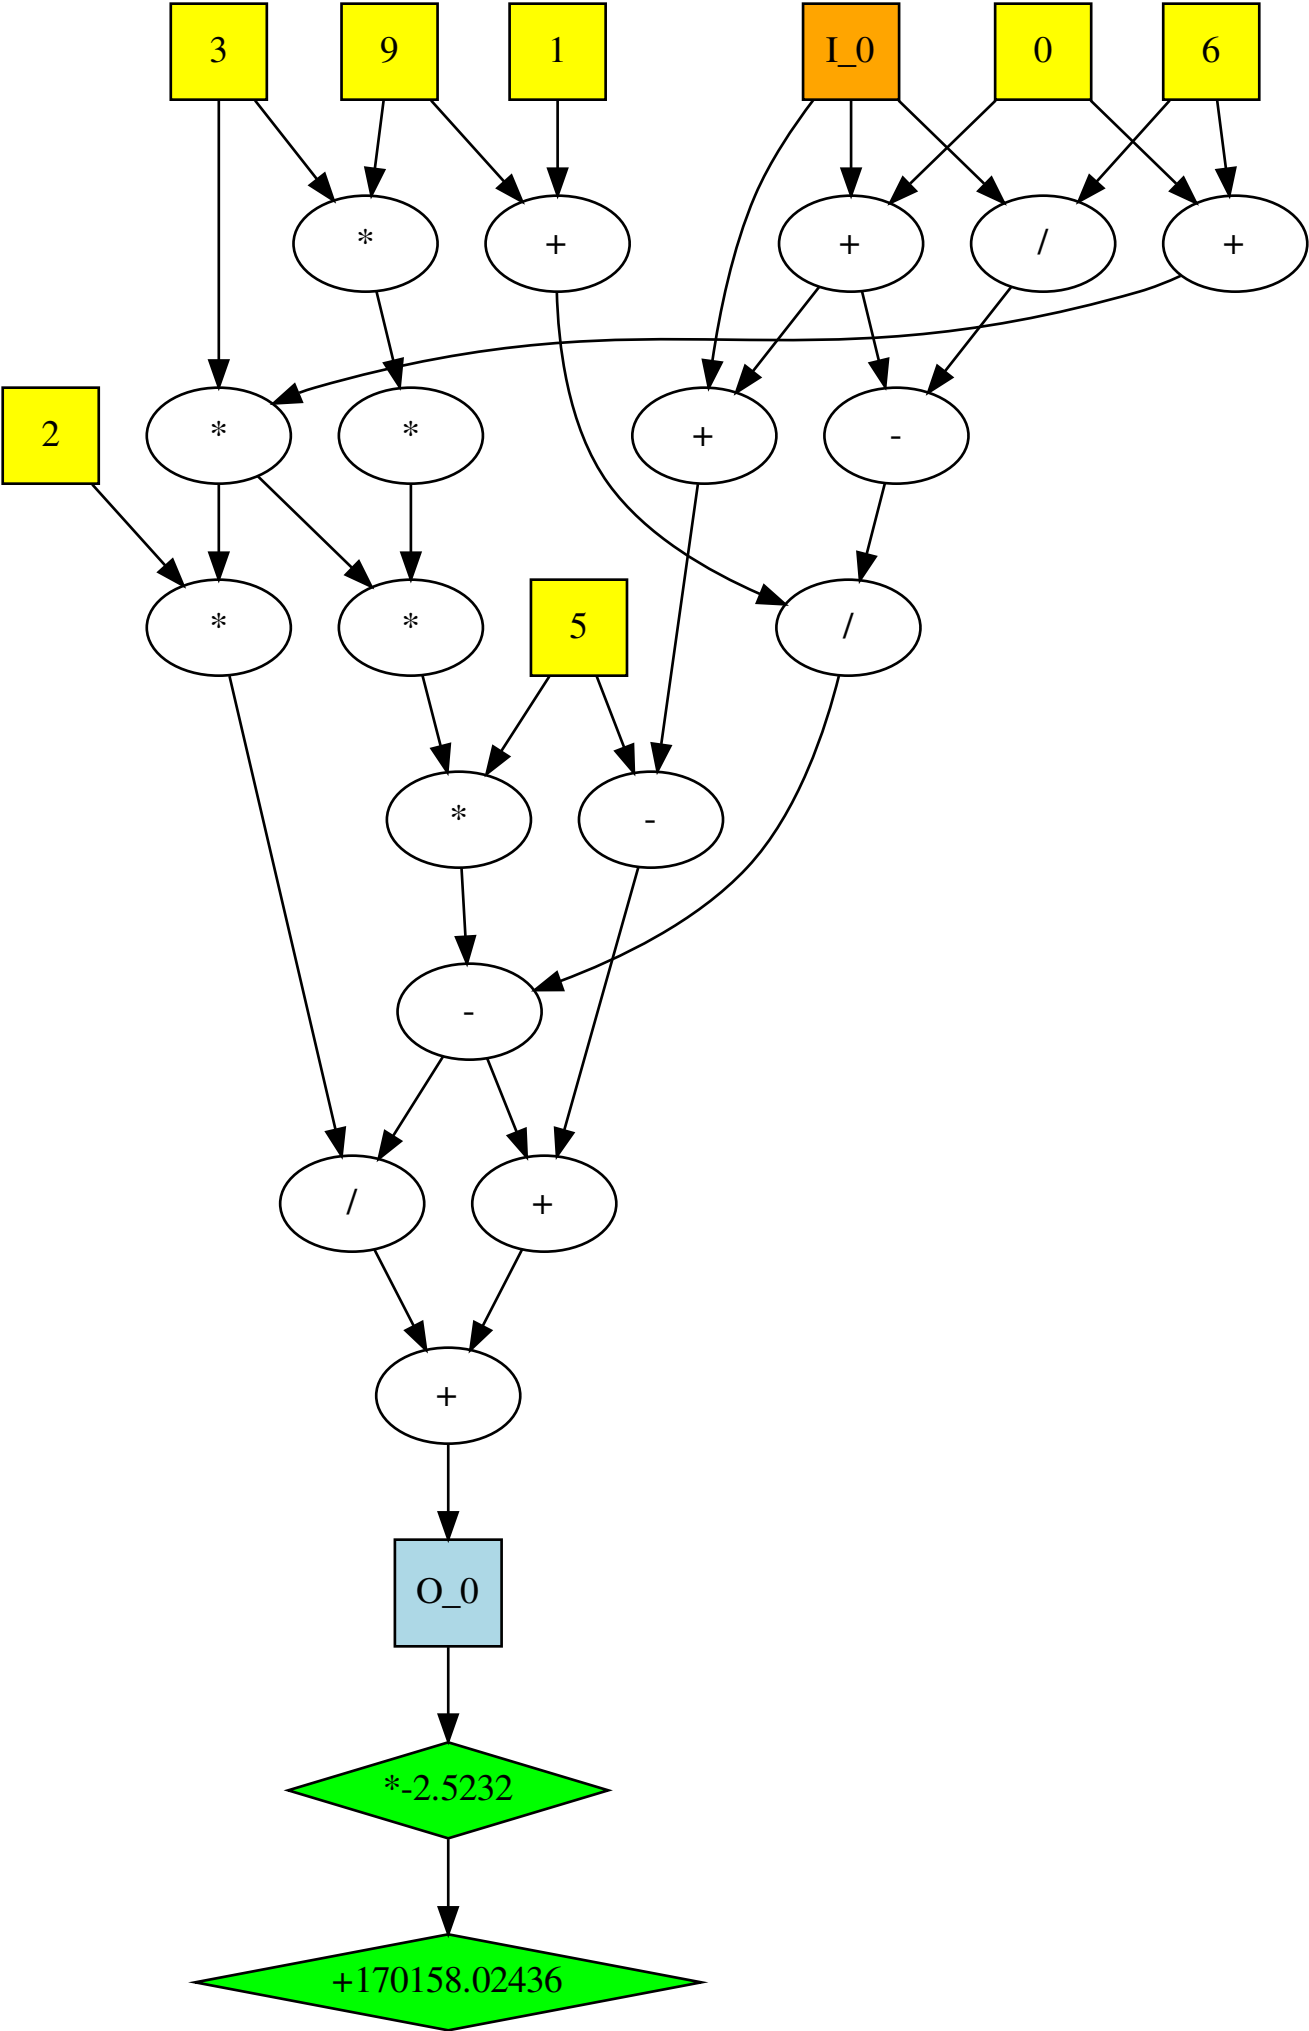 3 9 1 I_0 0 6
* + + / +
2 * * + -
* * 5 /
* -
-
/ +
+
O_0
*-2.5232
+170158.02436